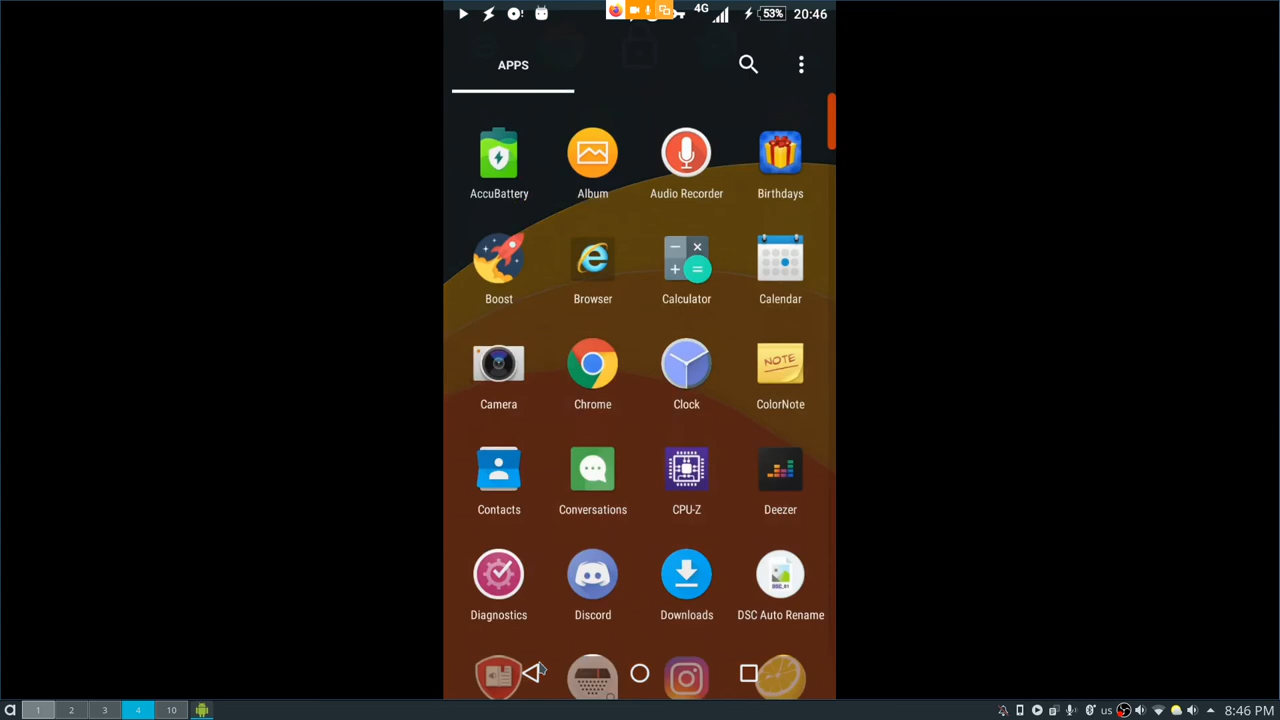 4G 53% 20:46
APPS
AccuBattery Album Audio Recorder Birthdays
Boost Browser Calculator Calendar
NOTE
Camera Chrome Clock ColorNote
Contacts Conversations CPU-Z Deezer
Diagnostics Discord Downloads DSC Auto Rename
1 2 3 4 10 us 8:46 PM